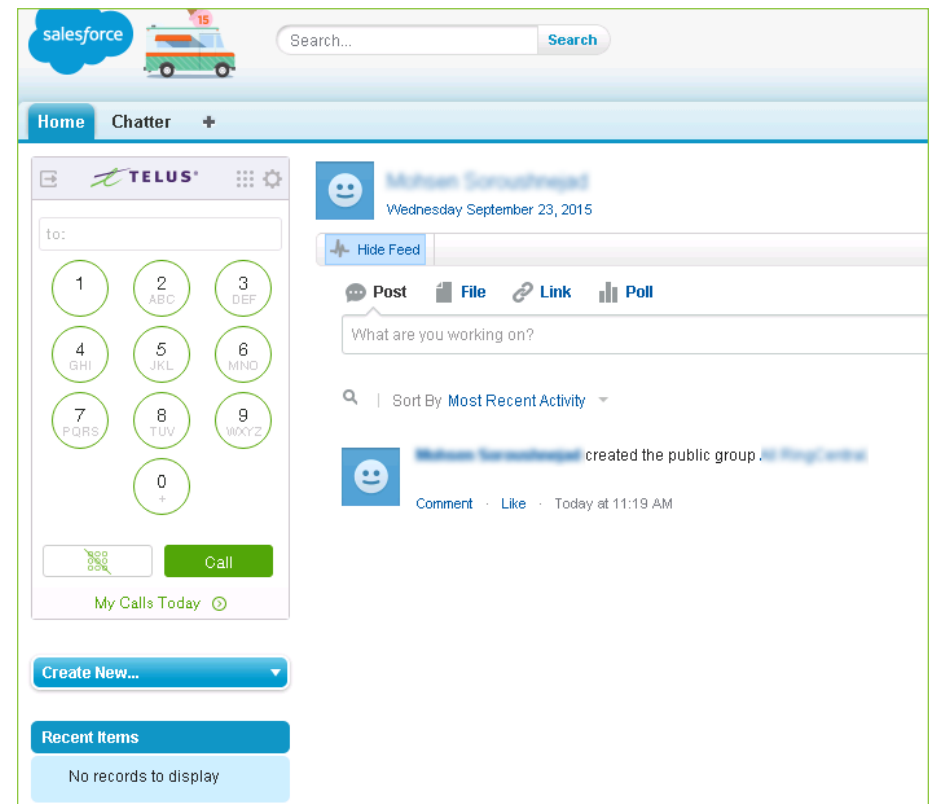 salesforce
15
Search...
Search
Home
Chatter
TELUS
to:
1
2
ABC
3
DEF
4
GHI
5
JKL
6
MNO
7
PQRS
8
TUV
9
WXYZ
0
+
Call
My Calls Today
Create New...
Recent Items
No records to display
Wednesday September 23, 2015
Hide Feed
Post
File
Link
Poll
What are you working on?
Sort By Most Recent Activity
created the public group
Comment · Like · Today at 11:19 AM